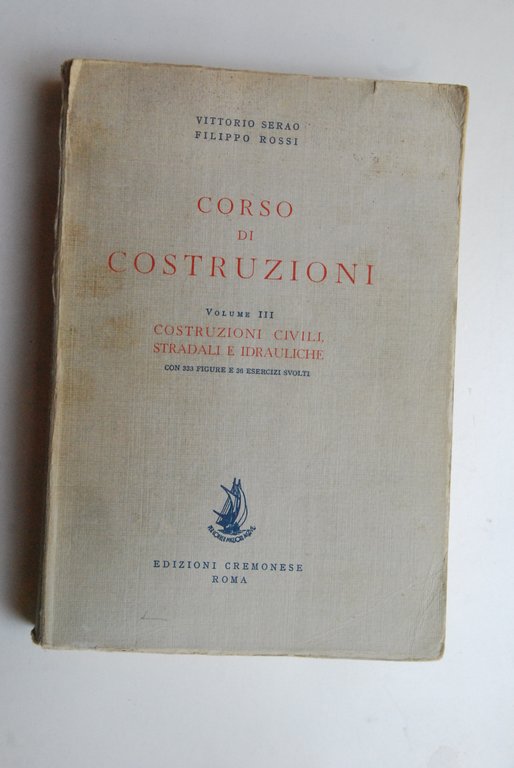 VITTORIO SERAO
FILIPPO ROSSI
CORSO
DI
COSTRUZIONI
VOLUME III
COSTRUZIONI CIVILI,
STRADALI E IDRAULICHE
CON 333 FIGURE E 36 ESERCIZI SVOLTI
EDIZIONI CREMONESE
ROMA